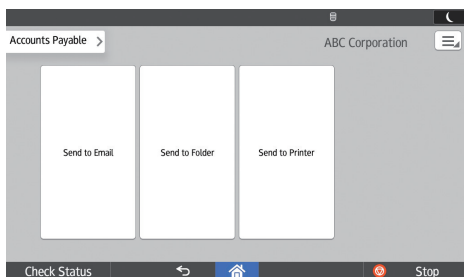 Accounts Payable >
ABC Corporation
Send to Email
Send to Folder
Send to Printer
Check Status
Stop